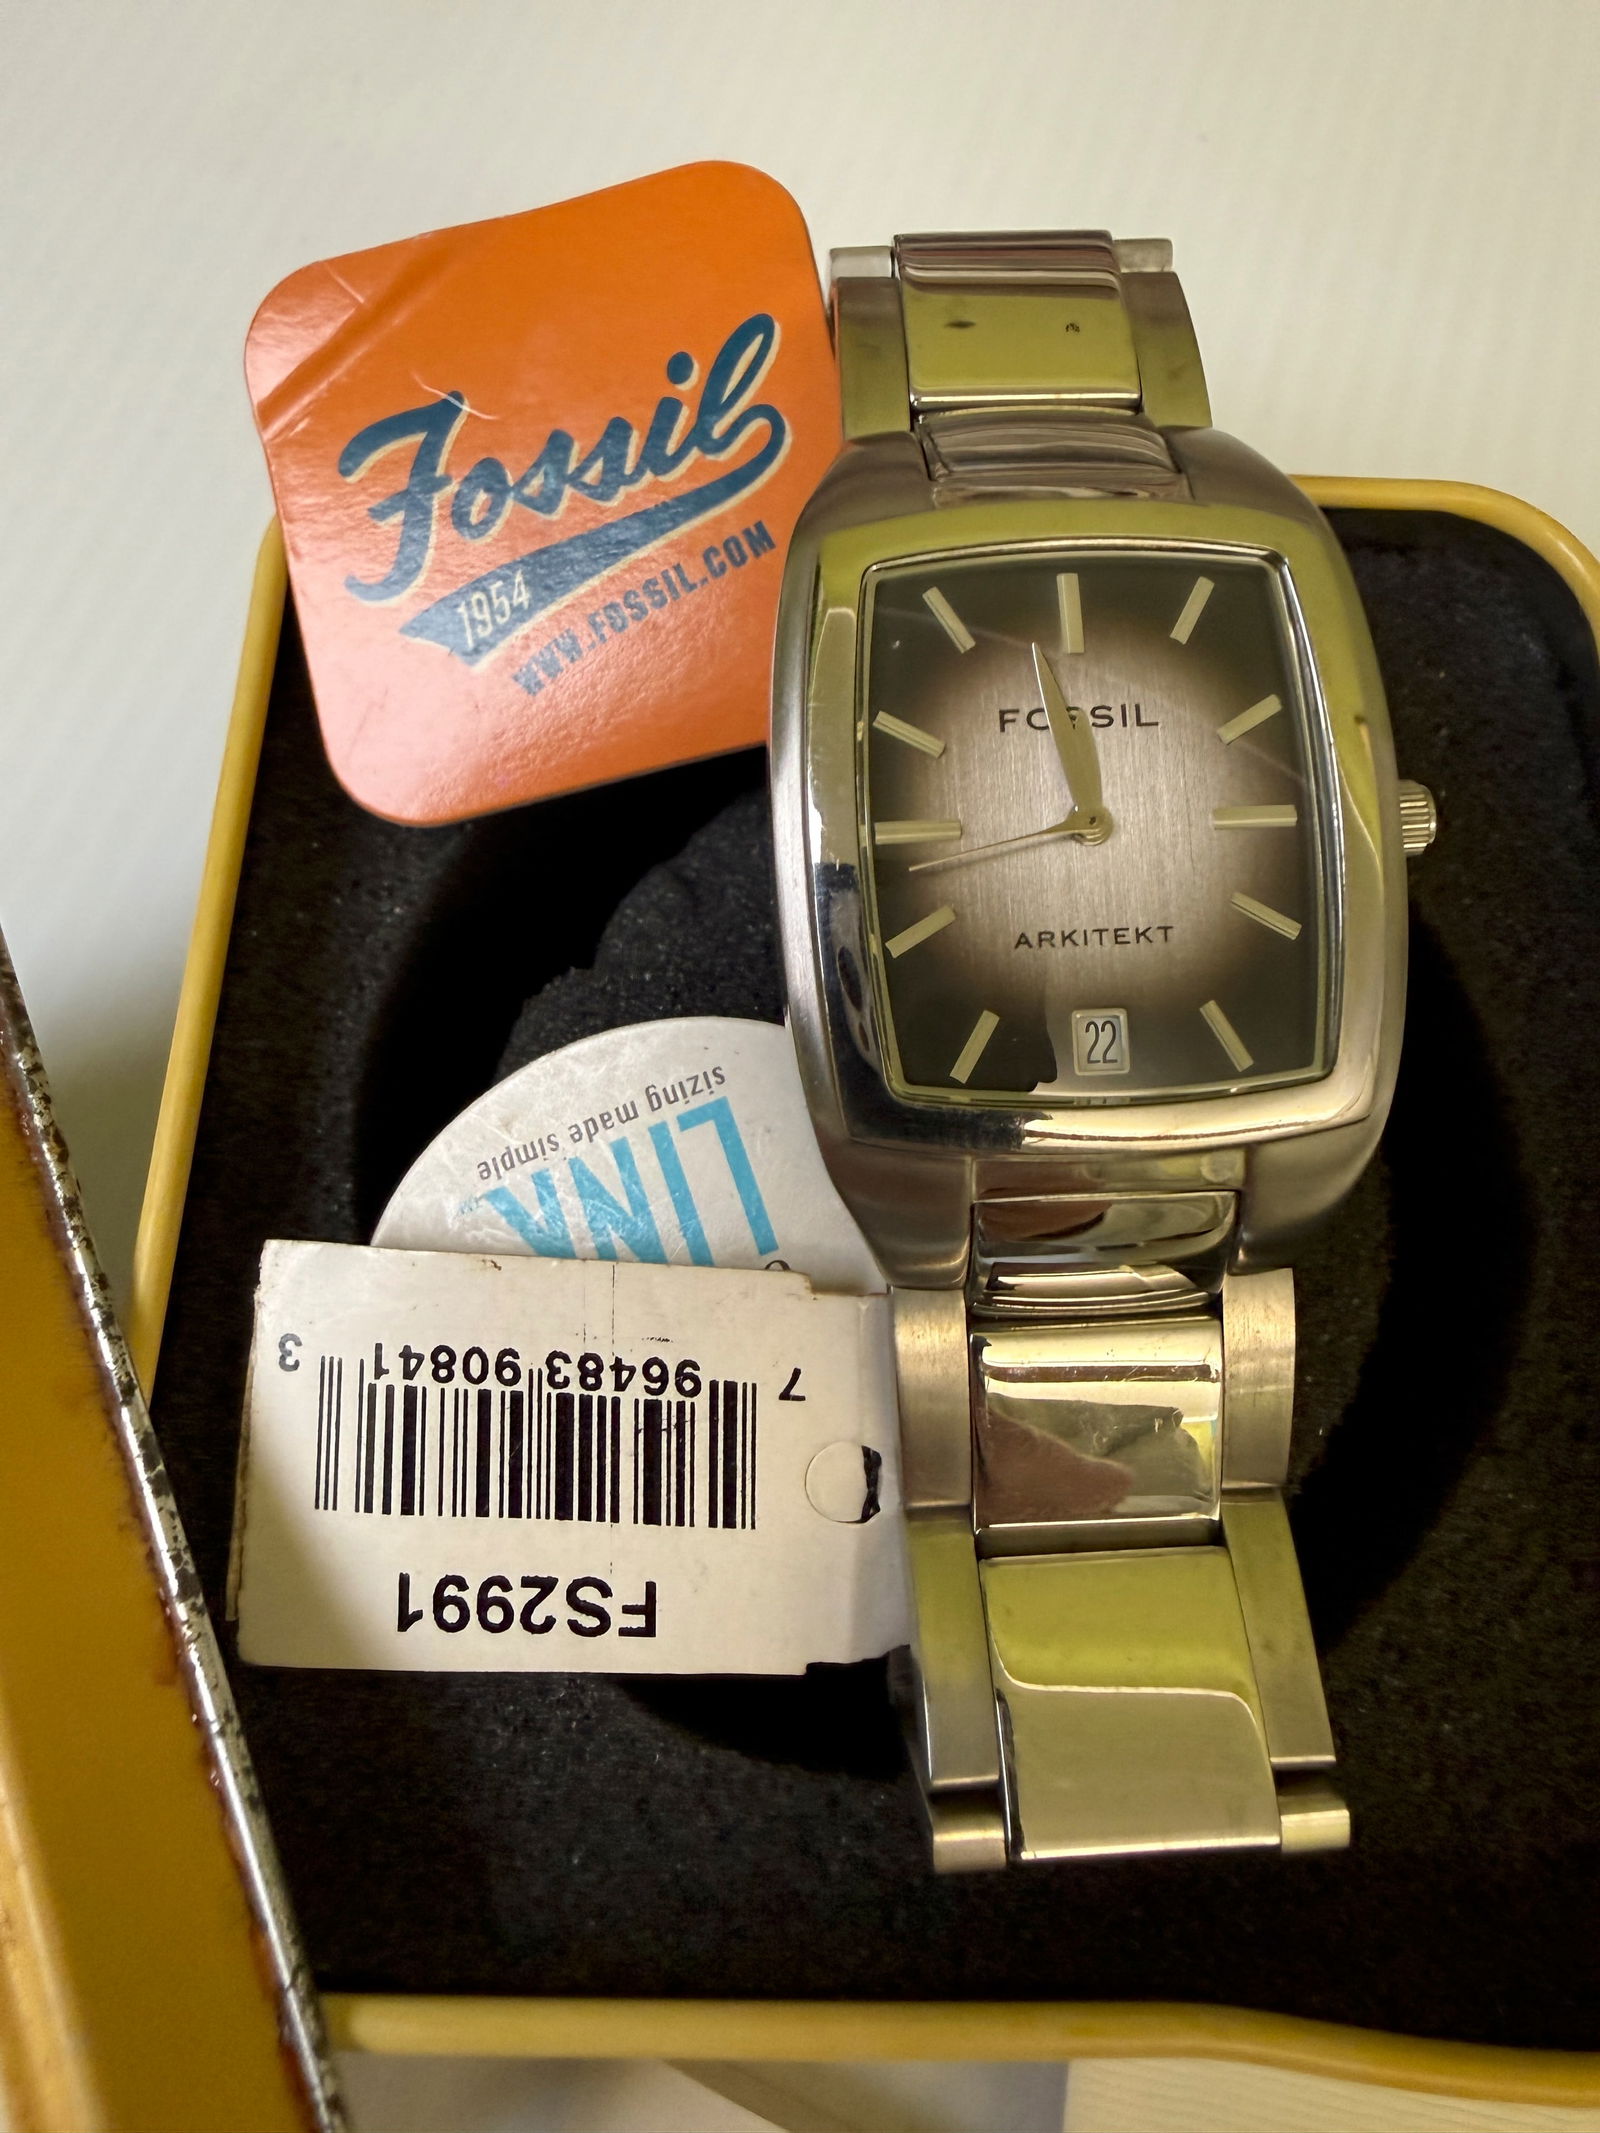 Fossil
1954
WWW.FOSSIL.COM
FOSSIL
ARKITEKT
22
LINK
sizing made simple
FS2991
7 96483 90841 3